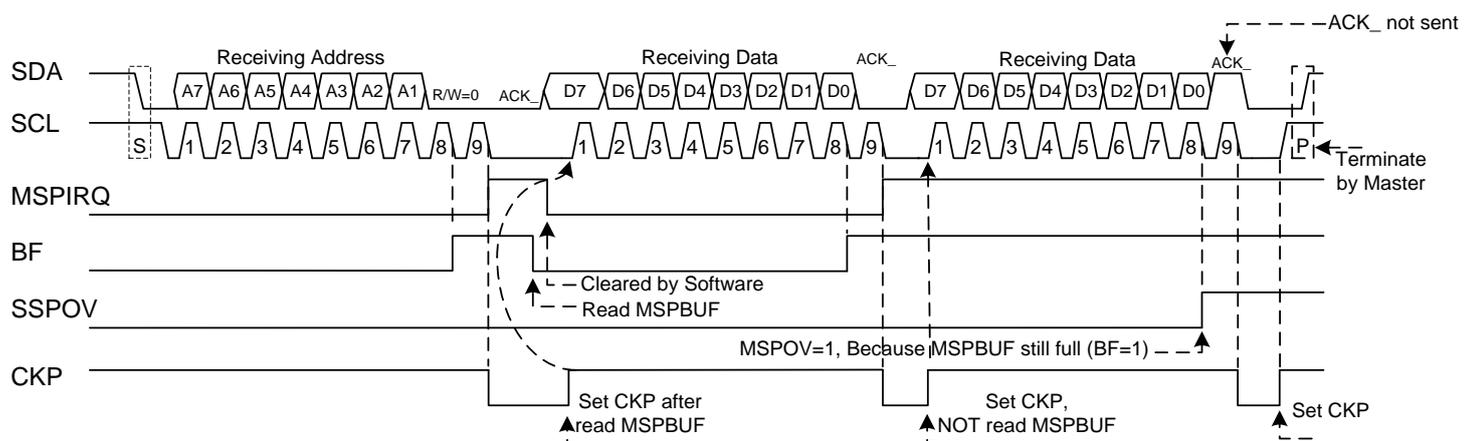 ACK_ not sent
Receiving Address
Receiving Data
ACK_
Receiving Data
ACK_
SDA
A7 A6 A5 A4 A3 A2 A1 R/W=0 ACK_ D7 D6 D5 D4 D3 D2 D1 D0 D7 D6 D5 D4 D3 D2 D1 D0
SCL
S 1 2 3 4 5 6 7 8 9 1 2 3 4 5 6 7 8 9 1 2 3 4 5 6 7 8 9 P
Terminate
by Master
MSPIRQ
BF
Cleared by Software
Read MSPBUF
SSPOV
MSPOV=1, Because MSPBUF still full (BF=1)
CKP
Set CKP after
read MSPBUF
Set CKP,
NOT read MSPBUF
Set CKP